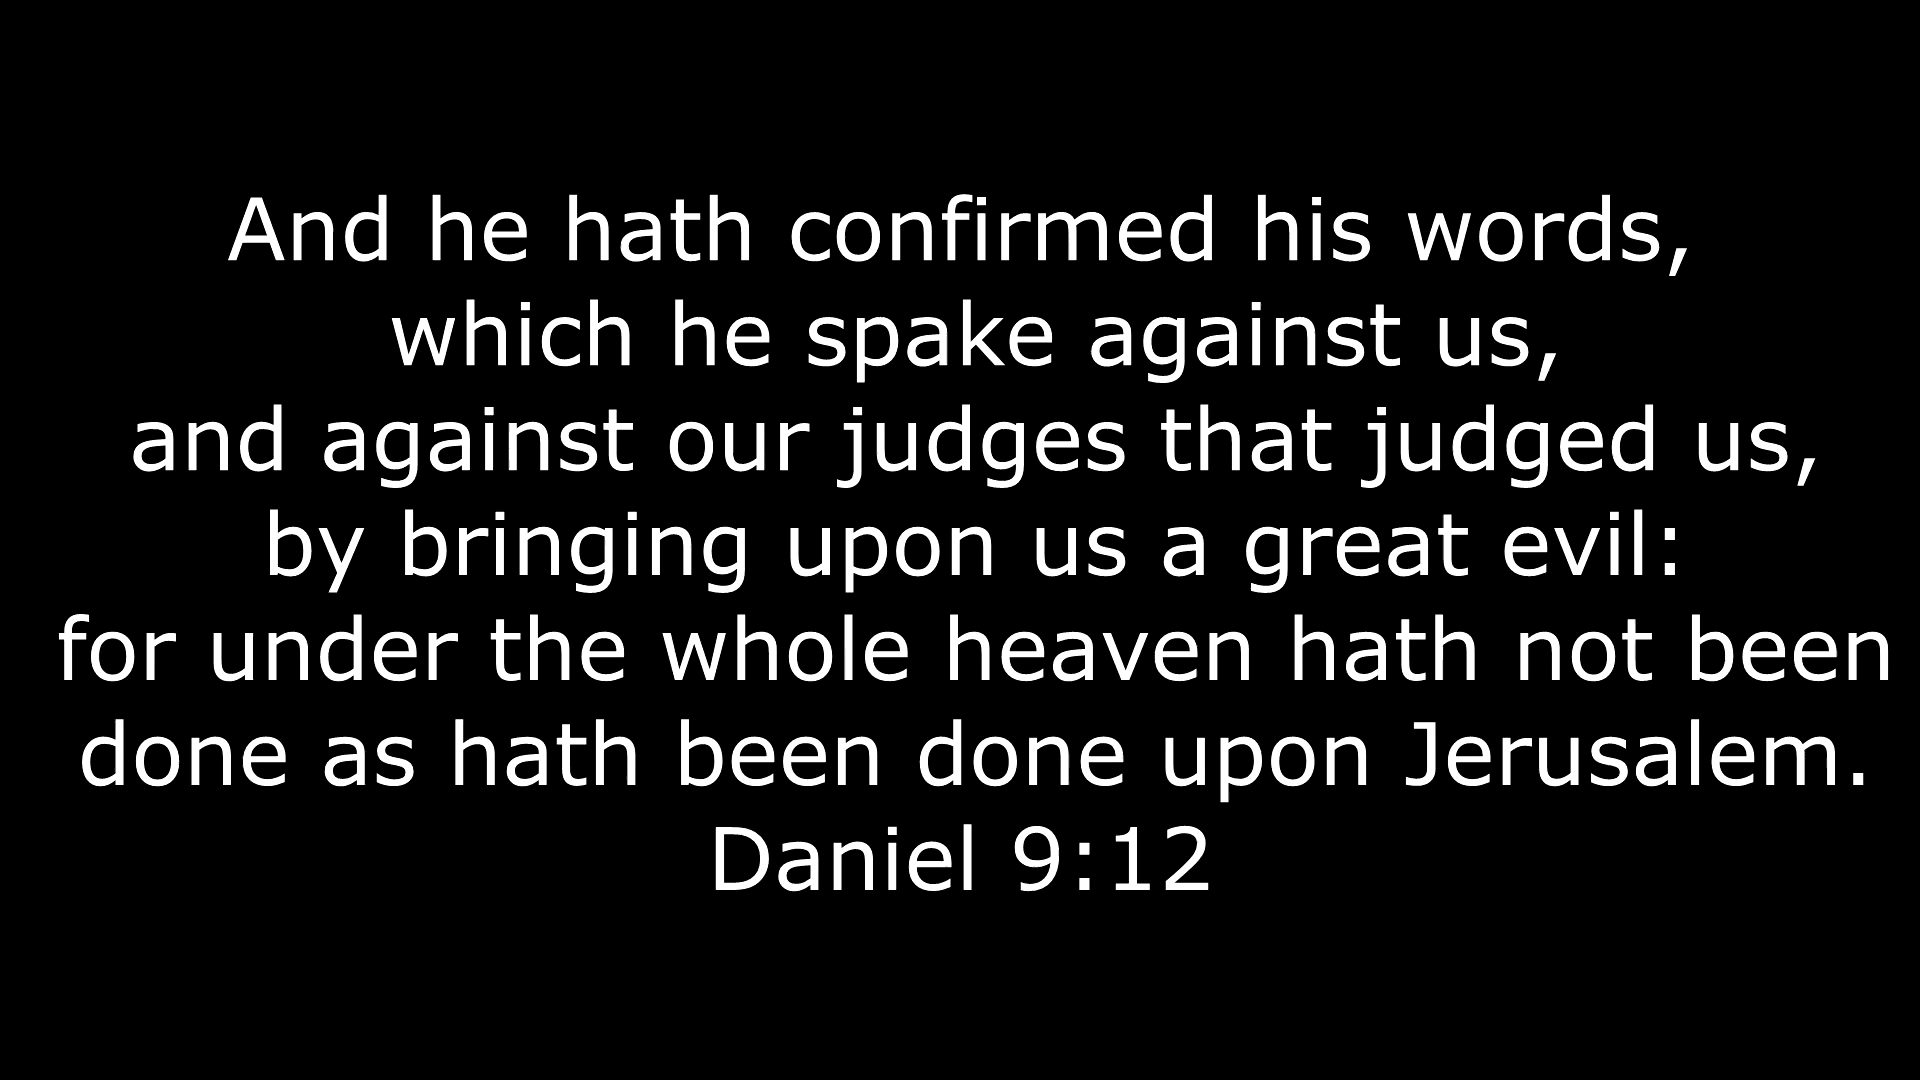 And he hath confirmed his words,
which he spake against us,
and against our judges that judged us,
by bringing upon us a great evil:
for under the whole heaven hath not been
done as hath been done upon Jerusalem.
Daniel 9:12